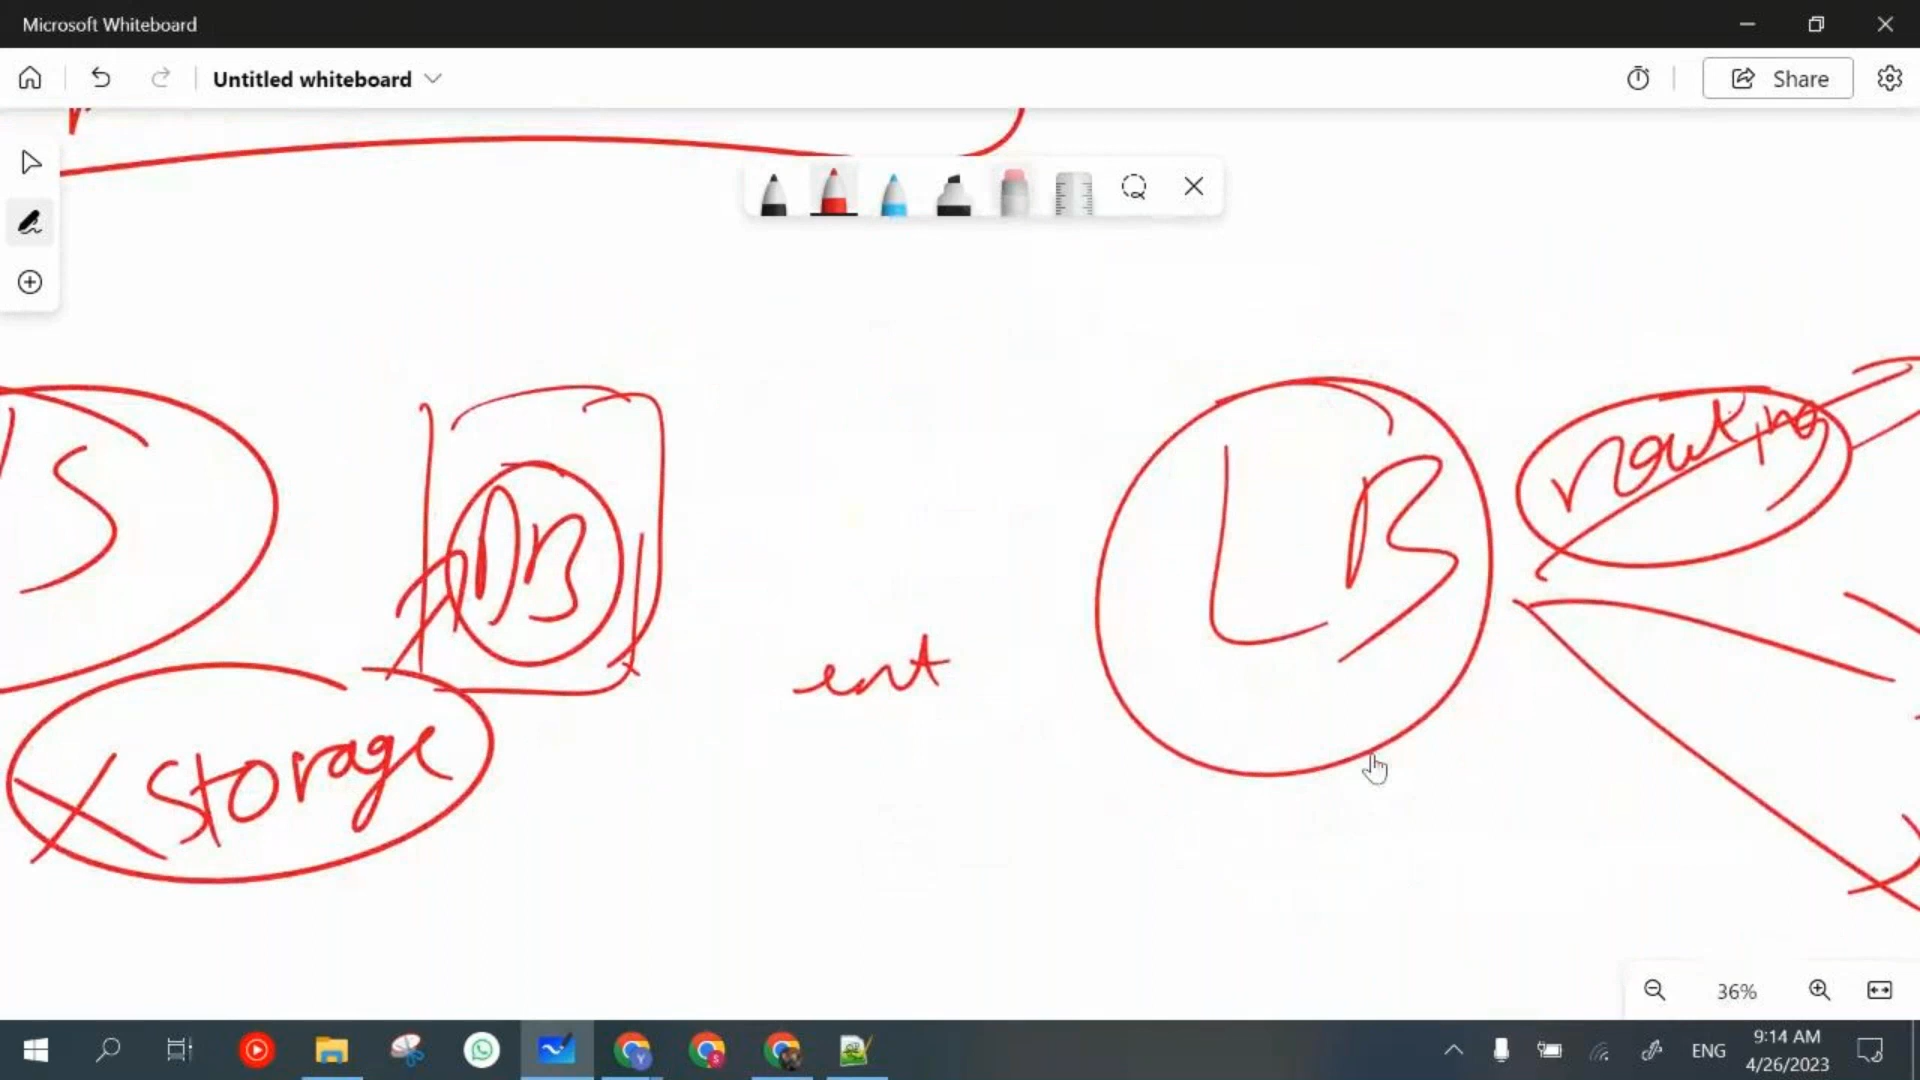 Microsoft Whiteboard
Untitled whiteboard
Share
S
DB
LB
routing
ent
X storage
36%
ENG
9:14 AM
4/26/2023